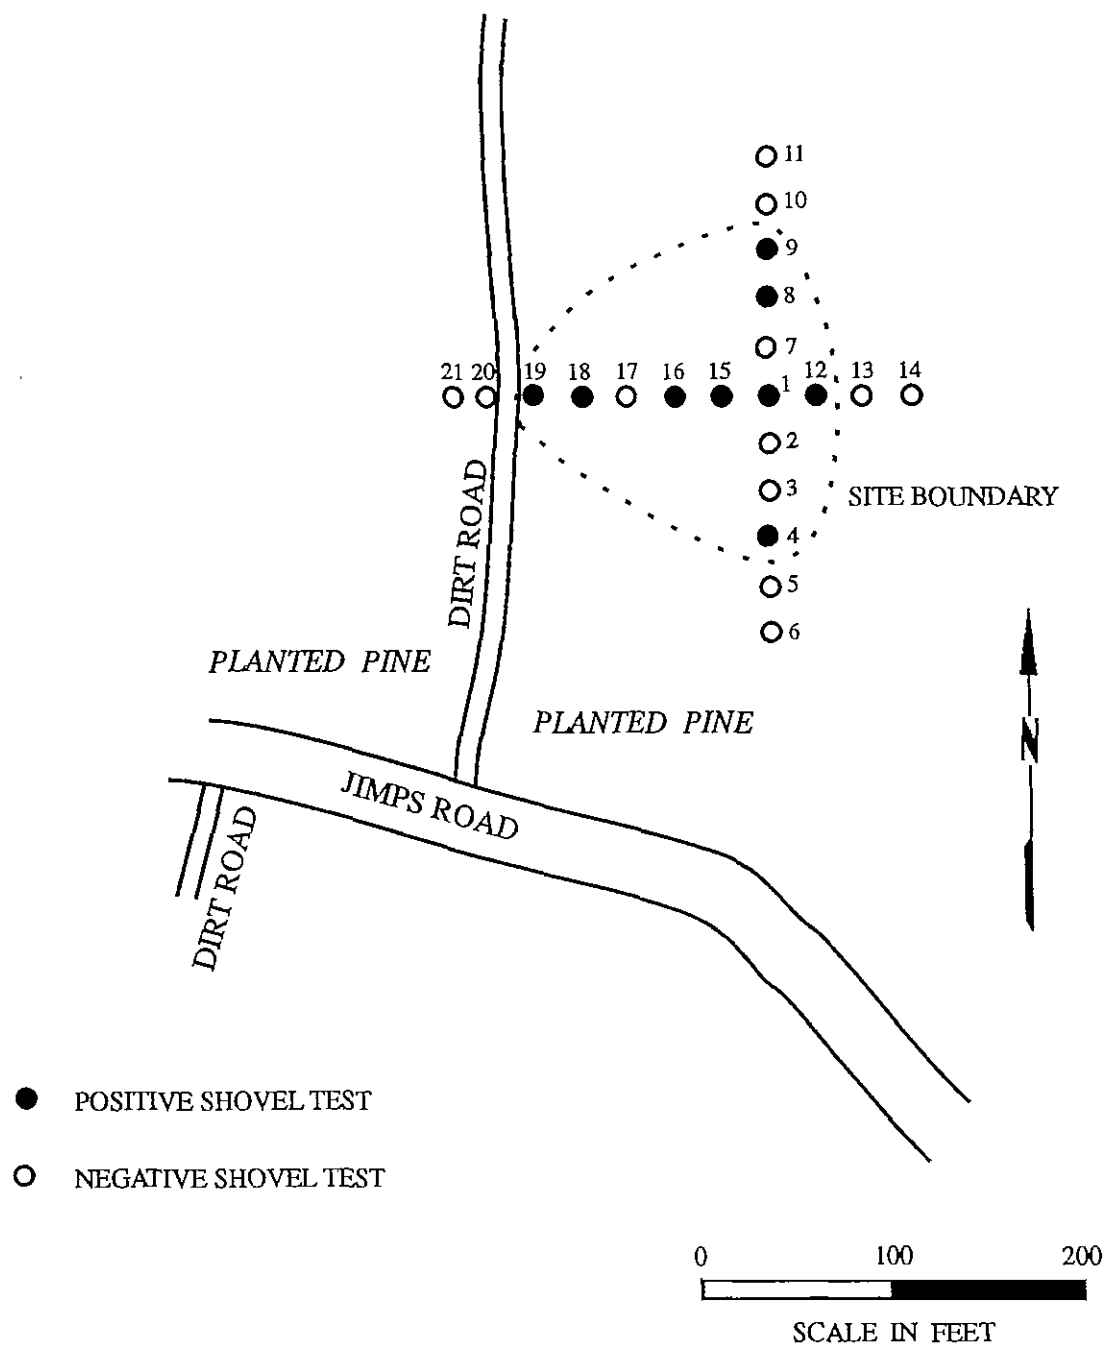 11
10
9
8
7
21 20 19 18 17 16 15 1 12 13 14
2
3
SITE BOUNDARY
4
DIRT ROAD
5
6
PLANTED PINE
PLANTED PINE
N
JIMPS ROAD
DIRT ROAD
POSITIVE SHOVEL TEST
NEGATIVE SHOVEL TEST
0 100 200
SCALE IN FEET